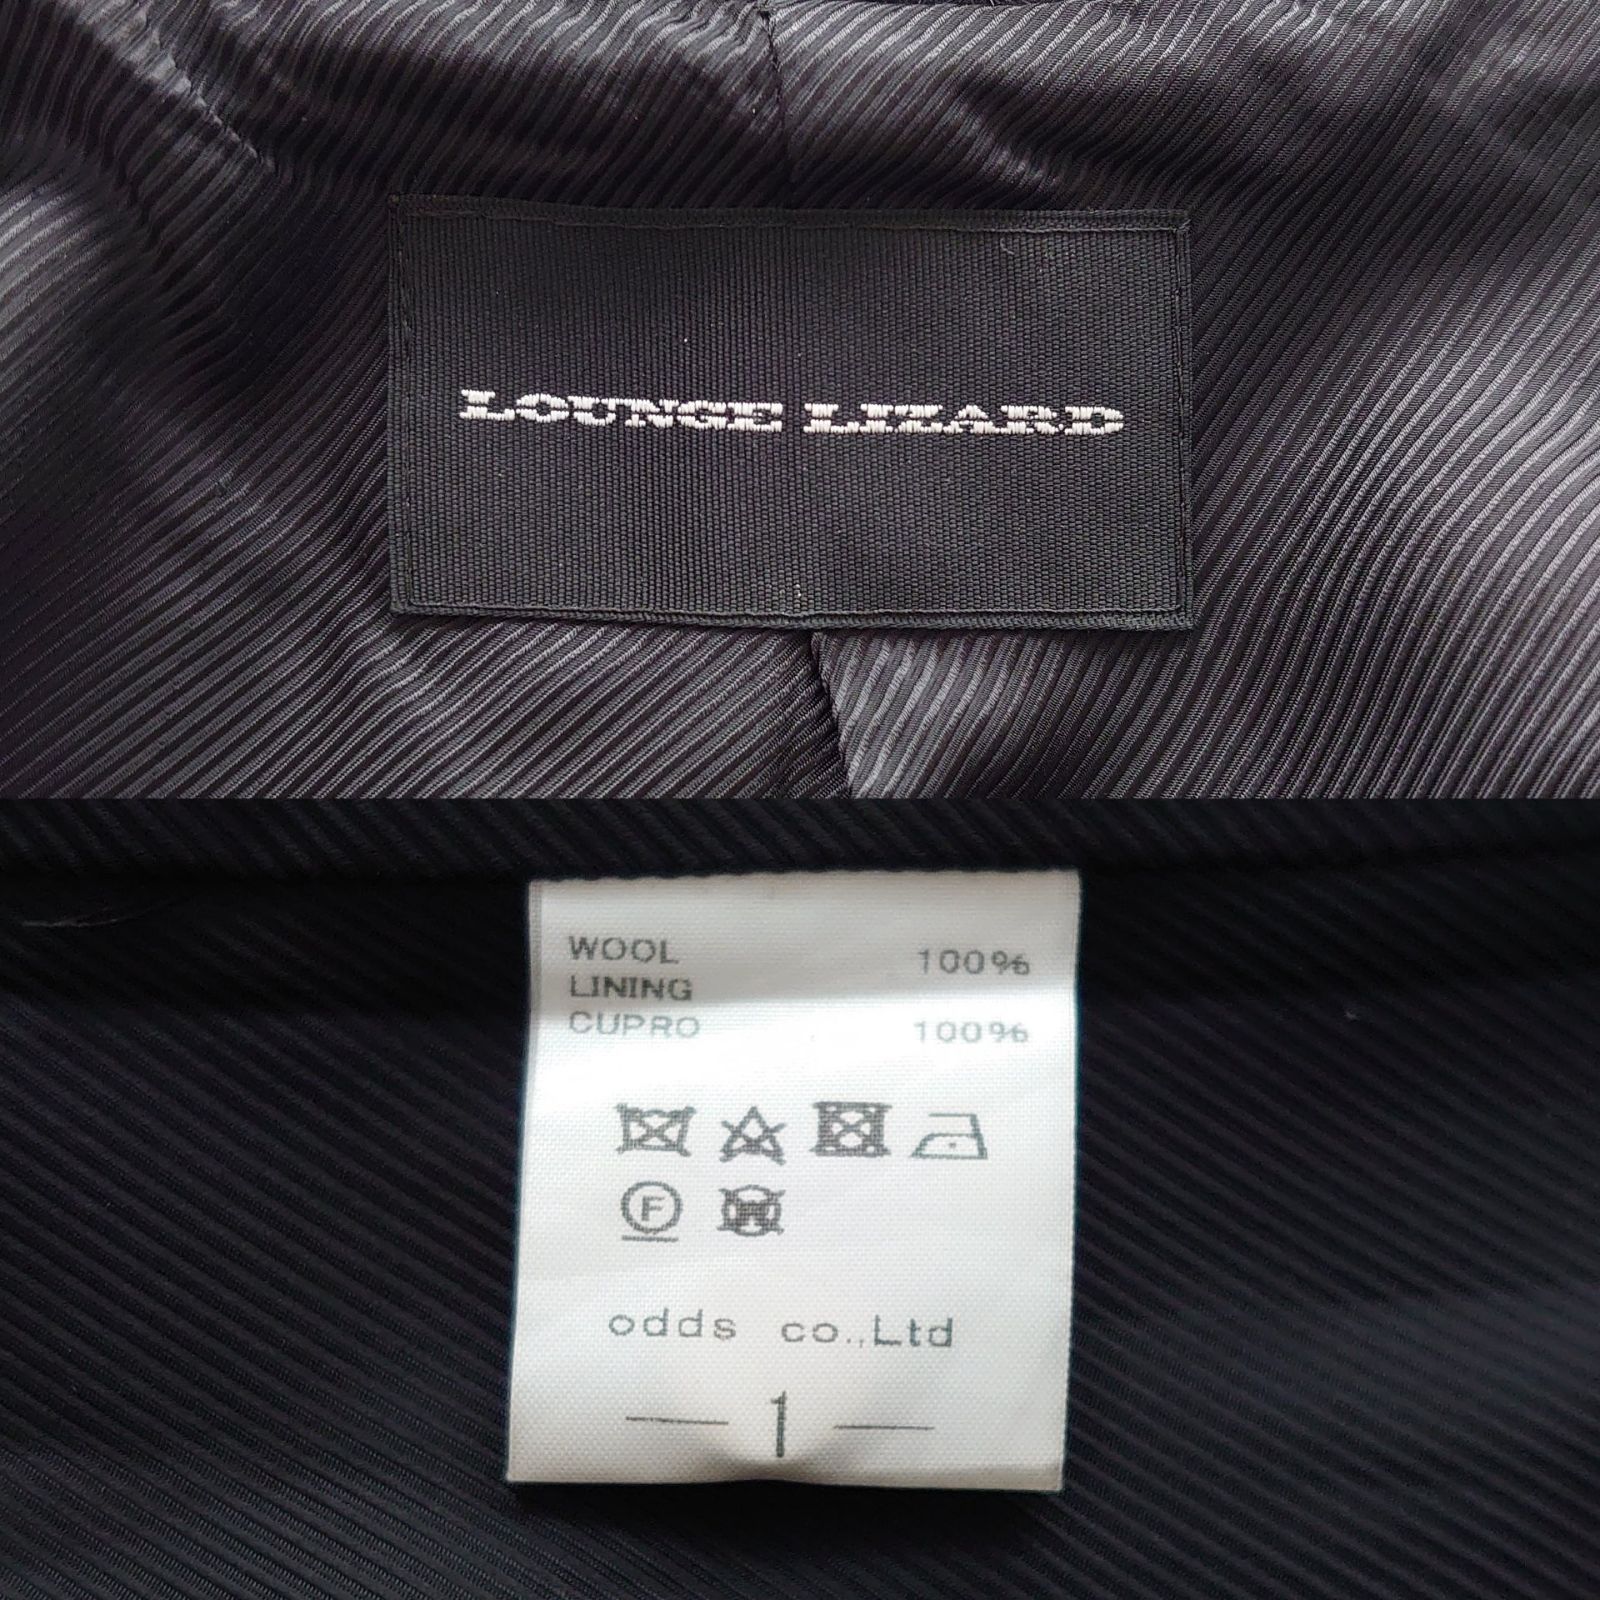 LOUNGE LIZARD
WOOL 100%
LINING
CUPRO 100%
F
W
odds co.,Ltd
1